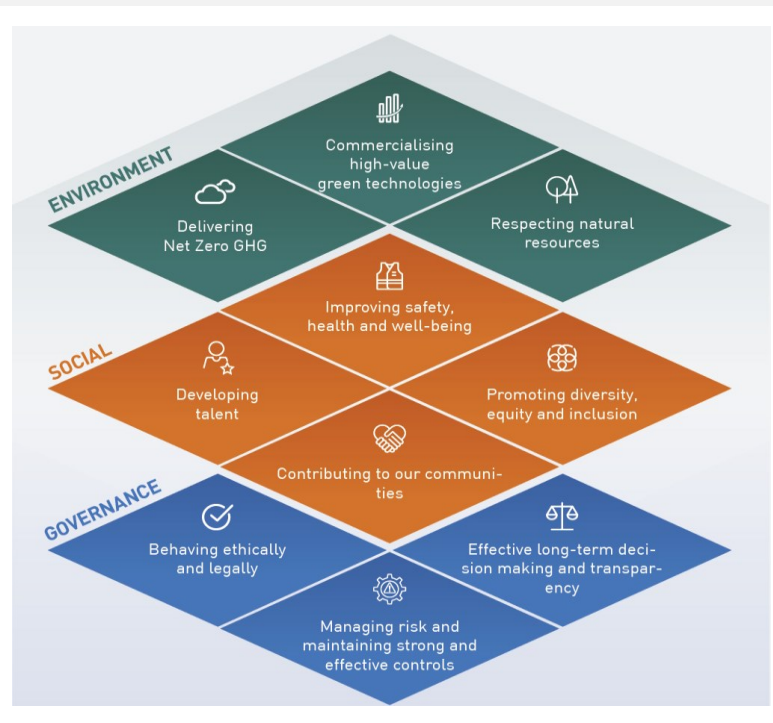 ENVIRONMENT
Commercialising
high-value
green technologies
Delivering
Net Zero GHG
Respecting natural
resources
SOCIAL
Improving safety,
health and well-being
Developing
talent
Promoting diversity,
equity and inclusion
Contributing to our communi-
ties
GOVERNANCE
Behaving ethically
and legally
Effective long-term deci-
sion making and transpar-
ency
Managing risk and
maintaining strong and
effective controls